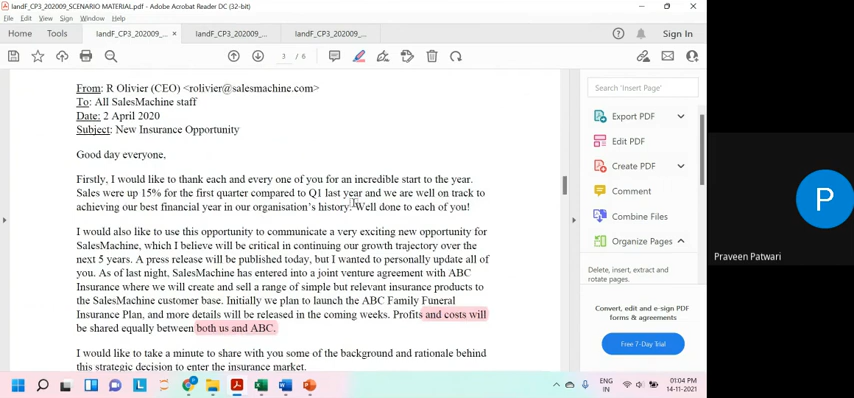 IandF_CP3_202009_SCENARIO MATERIAL.pdf - Adobe Acrobat Reader DC (32-bit)
File Edit View Sign Window Help
Home Tools IandF_CP3_202009_... × IandF_CP3_202009_... IandF_CP3_202009_... Sign In
3 / 6
From: R Olivier (CEO) <rolivier@salesmachine.com>
To: All SalesMachine staff
Date: 2 April 2020
Subject: New Insurance Opportunity
Good day everyone,
Firstly, I would like to thank each and every one of you for an incredible start to the year.
Sales were up 15% for the first quarter compared to Q1 last year and we are well on track to
achieving our best financial year in our organisation's history. Well done to each of you!
I would also like to use this opportunity to communicate a very exciting new opportunity for
SalesMachine, which I believe will be critical in continuing our growth trajectory over the
next 5 years. A press release will be published today, but I wanted to personally update all of
you. As of last night, SalesMachine has entered into a joint venture agreement with ABC
Insurance where we will create and sell a range of simple but relevant insurance products to
the SalesMachine customer base. Initially we plan to launch the ABC Family Funeral
Insurance Plan, and more details will be released in the coming weeks. Profits and costs will
be shared equally between both us and ABC.
I would like to take a minute to share with you some of the background and rationale behind
this strategic decision to enter the insurance market.
Search 'Insert Page'
Export PDF
Edit PDF
Create PDF
Comment
Combine Files
Organize Pages
Delete, insert, extract and
rotate pages.
Convert, edit and e-sign PDF
forms & agreements
Free 7-Day Trial
P
Praveen Patwari
ENG
IN
01:04 PM
14-11-2021